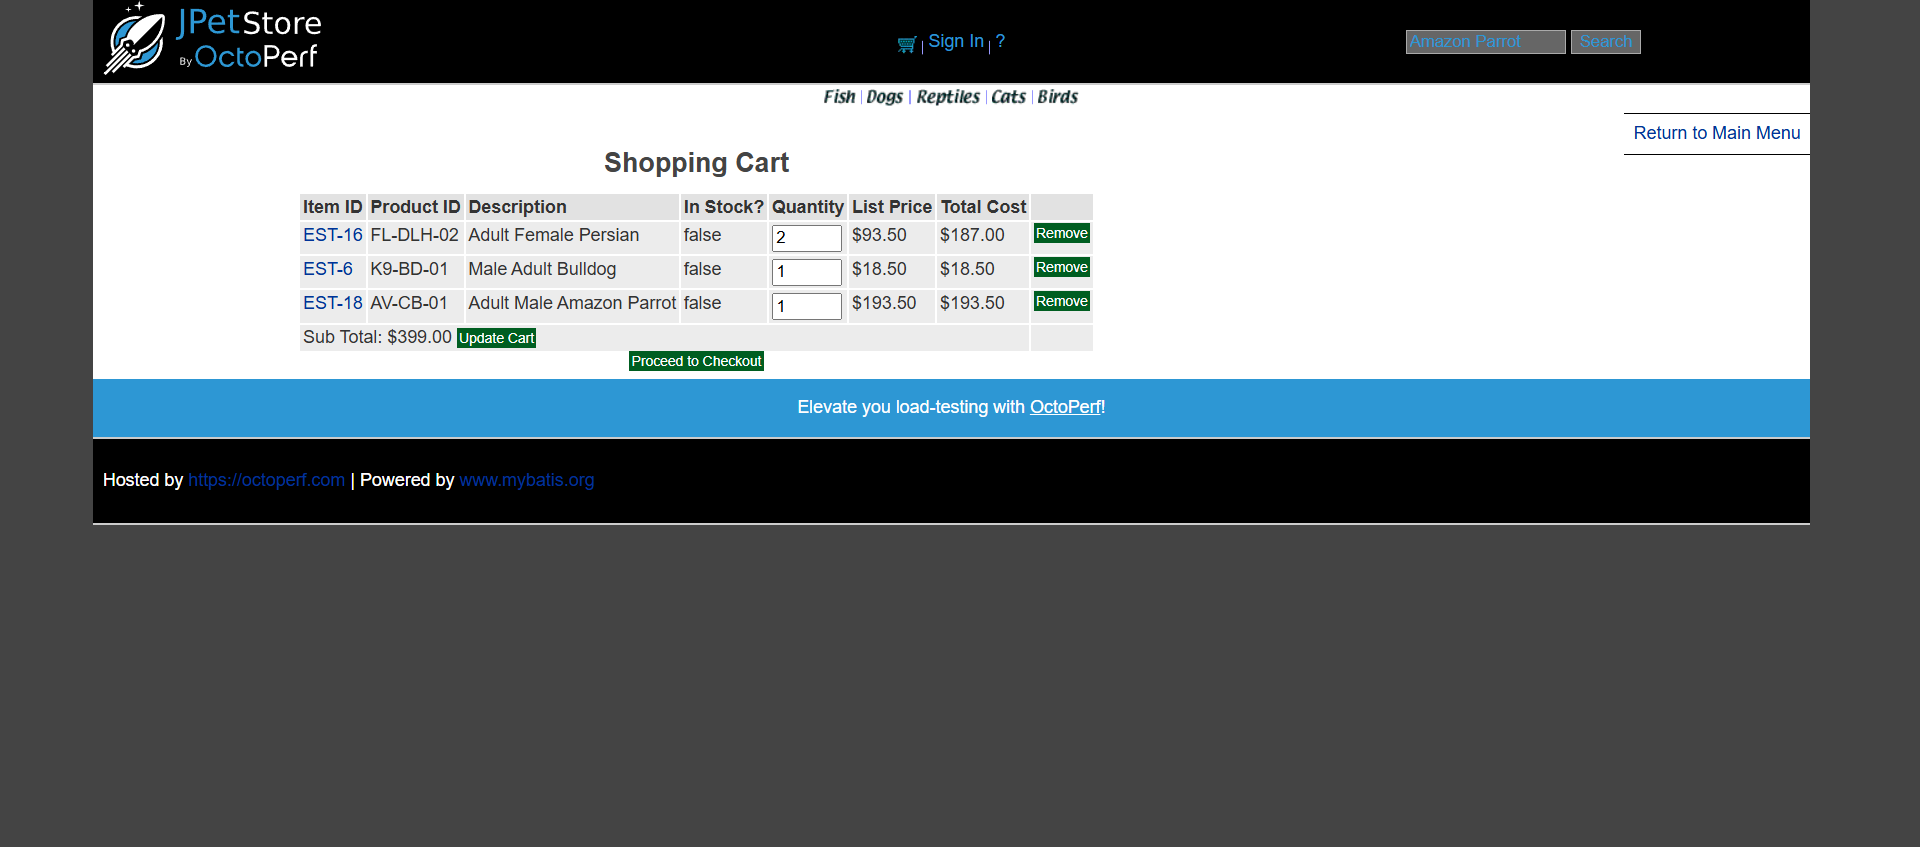 JPetStore
By OctoPerf
| Sign In | ?
Amazon Parrot Search
Fish | Dogs | Reptiles | Cats | Birds
Return to Main Menu
Shopping Cart
Item ID Product ID Description In Stock? Quantity List Price Total Cost
EST-16 FL-DLH-02 Adult Female Persian false 2 $93.50 $187.00 Remove
EST-6 K9-BD-01 Male Adult Bulldog false 1 $18.50 $18.50 Remove
EST-18 AV-CB-01 Adult Male Amazon Parrot false 1 $193.50 $193.50 Remove
Sub Total: $399.00 Update Cart
Proceed to Checkout
Elevate you load-testing with OctoPerf!
Hosted by https://octoperf.com | Powered by www.mybatis.org